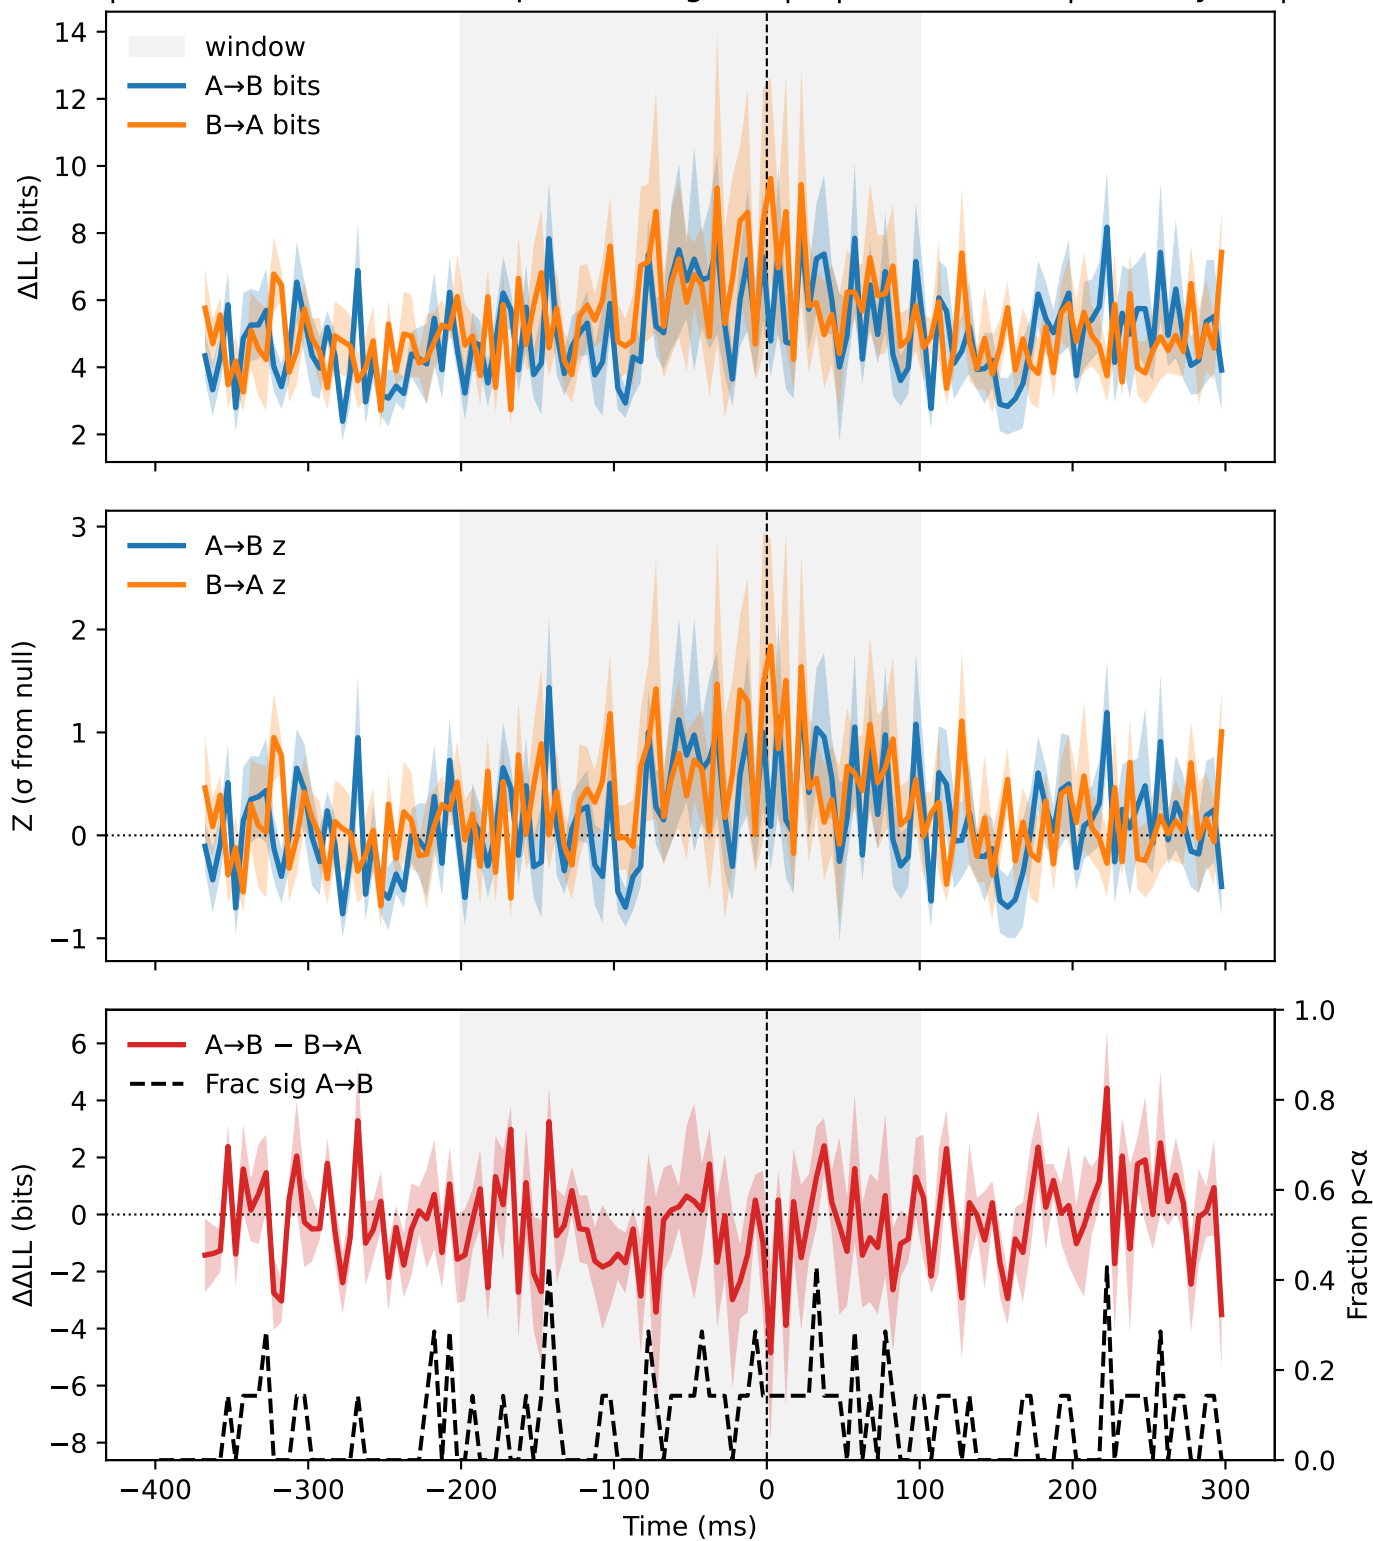 14
12
10
8
6
4
2
ΔLL (bits)
window
A→B bits
B→A bits
3
2
1
0
−1
Z (σ from null)
A→B z
B→A z
6
4
2
0
−2
−4
−6
−8
ΔΔLL (bits)
A→B − B→A
Frac sig A→B
1.0
0.8
0.6
0.4
0.2
0.0
Fraction p<α
−400 −300 −200 −100 0 100 200 300
Time (ms)